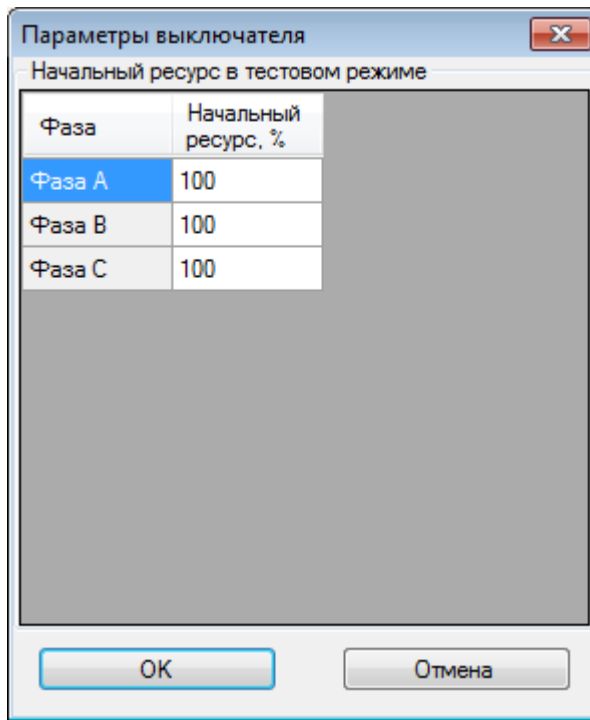 Параметры выключателя
Начальный ресурс в тестовом режиме
Фаза
Начальный
ресурс, %
Фаза A 100
Фаза B 100
Фаза C 100
OK
Отмена